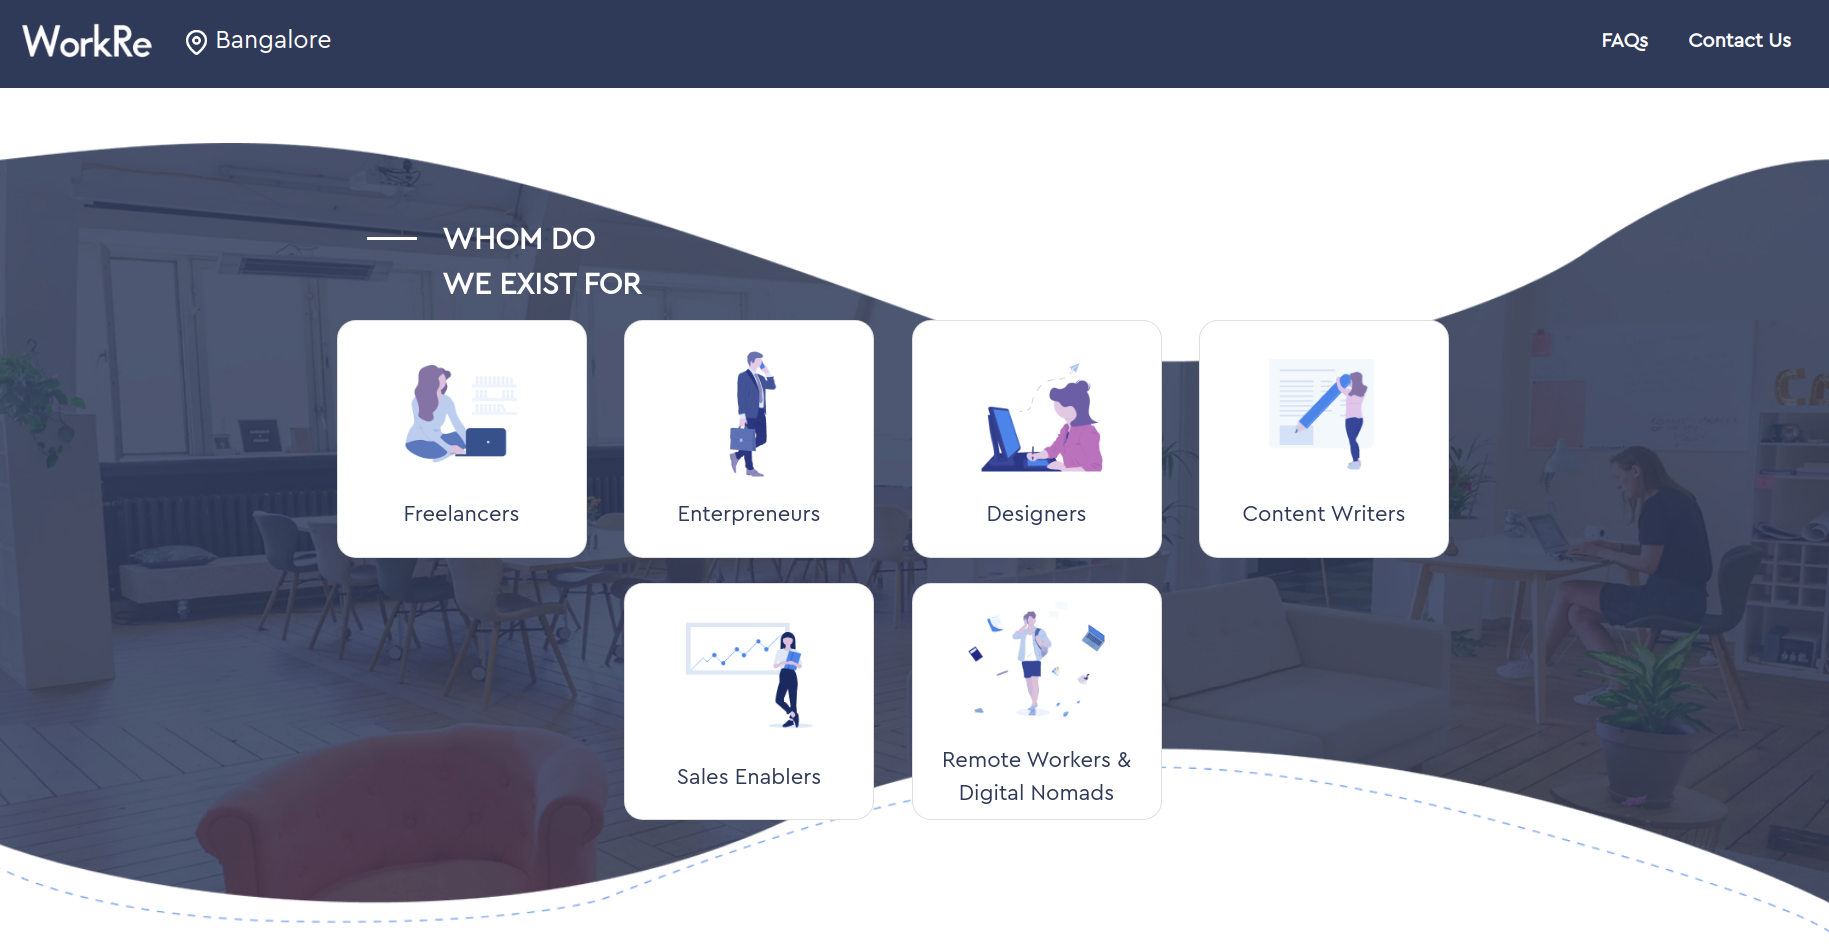 WorkRe
Bangalore
FAQs
Contact Us
WHOM DO
WE EXIST FOR
Freelancers
Enterpreneurs
Designers
Content Writers
Sales Enablers
Remote Workers &
Digital Nomads